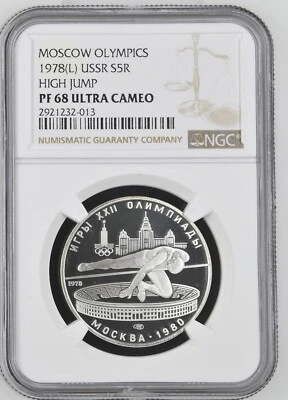 MOSCOW OLYMPICS
1978(L) USSR S5R
HIGH JUMP
PF 68 ULTRA CAMEO
2921232-013
NUMISMATIC GUARANTY COMPANY
NGC
ИГРЫ XXII ОЛИМПИАДЫ
1978
МОСКВА·1980